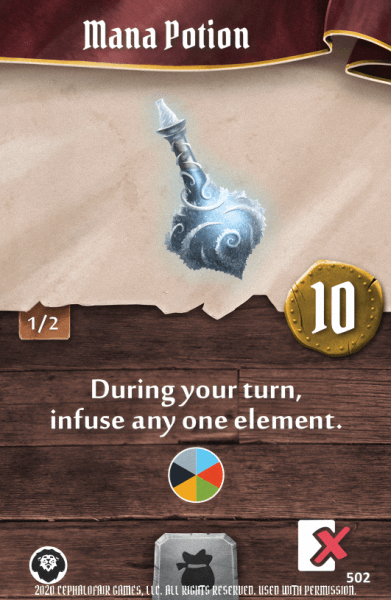 Mana Potion
10
1/2
During your turn,
infuse any one element.
502
2020 CEPHALOFAIR GAMES, LLC. ALL RIGHTS RESERVED. USED WITH PERMISSION.